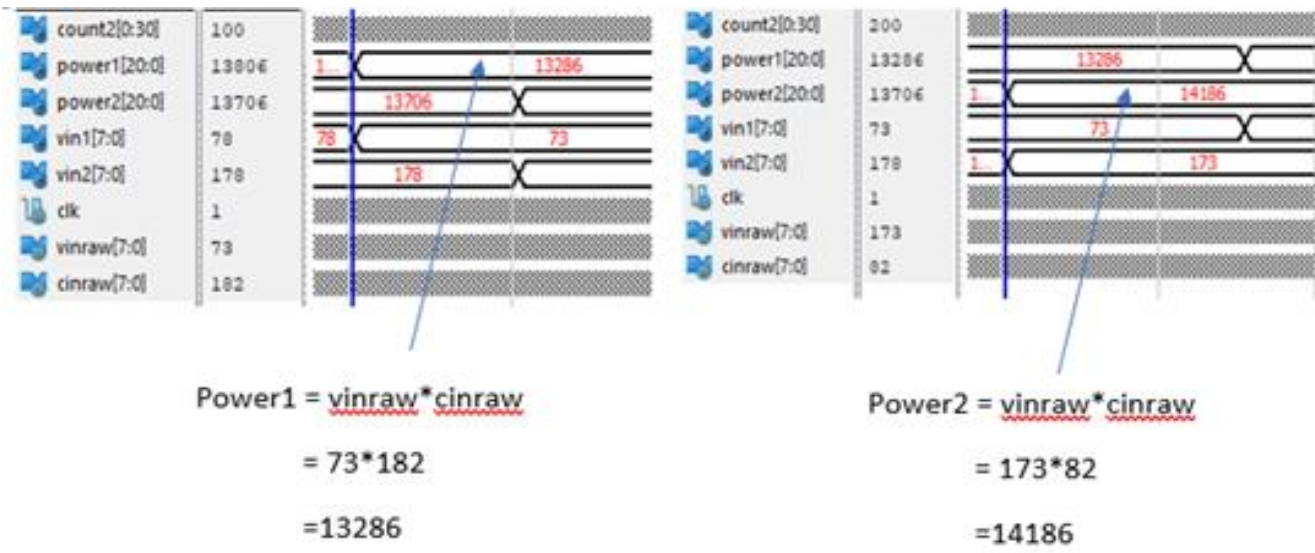 count2[0:30] 100
power1[20:0] 13806 1... 13286
power2[20:0] 13706 13706
vin1[7:0] 78 78 73
vin2[7:0] 178 178
clk 1
vinraw[7:0] 73
cinraw[7:0] 182
Power1 = vinraw*cinraw
= 73*182
=13286
count2[0:30] 200
power1[20:0] 13286 13286
power2[20:0] 13706 1... 14186
vin1[7:0] 73 73
vin2[7:0] 178 1... 173
clk 1
vinraw[7:0] 173
cinraw[7:0] 82
Power2 = vinraw*cinraw
= 173*82
=14186